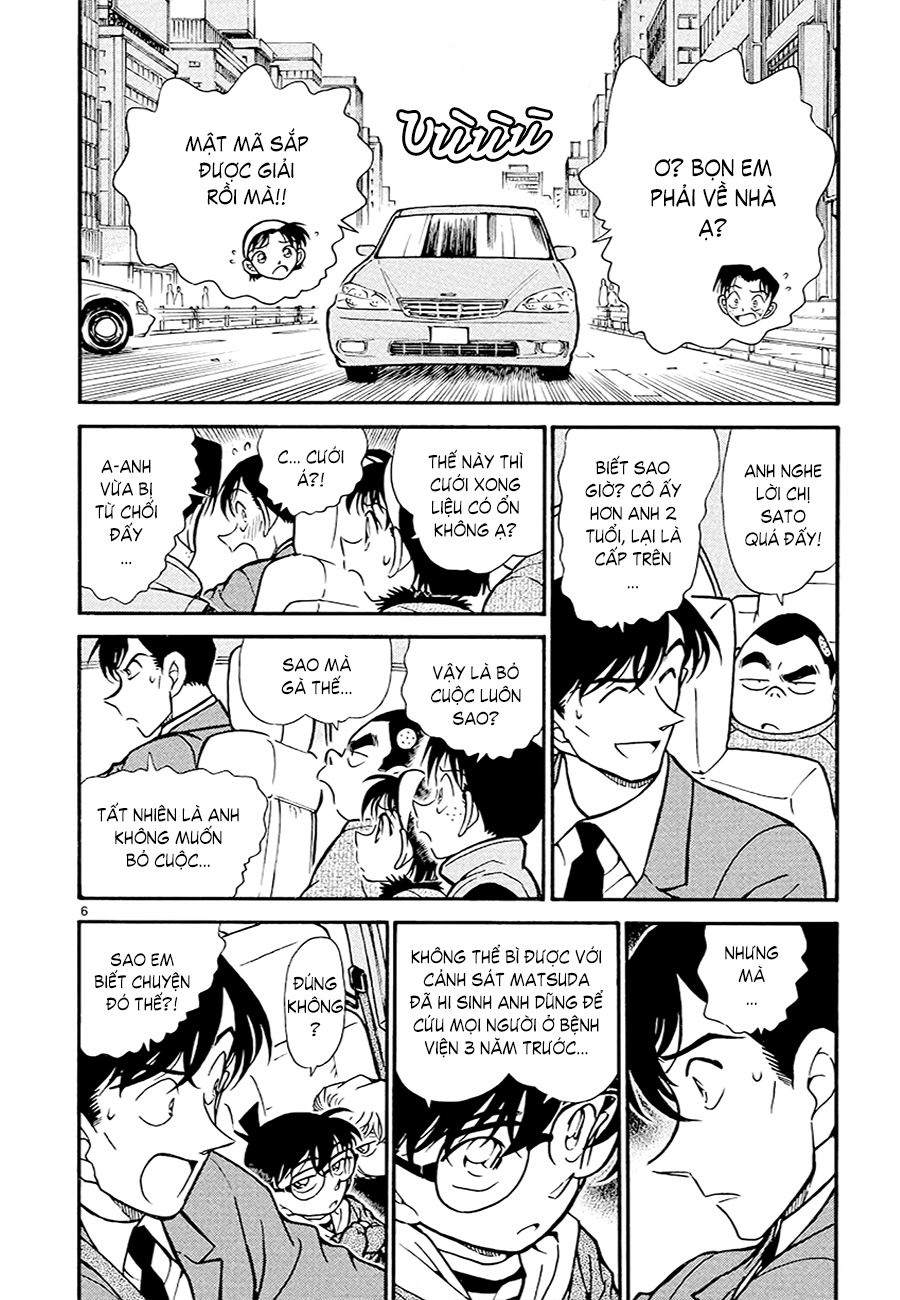 Ơ? BỌN EM
PHẢI VỀ NHÀ
Ạ?
VÙÙÙÙ
MẬT MÃ SẮP
ĐƯỢC GIẢI
RỒI MÀ!!
ANH NGHE
LỜI CHỊ
SATO
QUÁ ĐẤY!
BIẾT SAO
GIỜ? CÔ ẤY
HƠN ANH 2
TUỔI, LẠI LÀ
CẤP TRÊN
...
THẾ NÀY THÌ
CƯỚI XONG
LIỆU CÓ ỔN
KHÔNG Ạ?
C... CƯỚI
Á?!
A-ANH
VỪA BỊ
TỪ CHỐI
ĐẤY
...
VẬY LÀ BỎ
CUỘC LUÔN
SAO?
SAO MÀ
GÀ THẾ...
TẤT NHIÊN LÀ ANH
KHÔNG MUỐN
BỎ CUỘC...
6
NHƯNG
MÀ
...
KHÔNG THỂ BÌ ĐƯỢC VỚI
CẢNH SÁT MATSUDA
ĐÃ HI SINH ANH DŨNG ĐỂ
CỨU MỌI NGƯỜI Ở BỆNH
VIỆN 3 NĂM TRƯỚC...
ĐÚNG
KHÔNG
?
SAO EM
BIẾT CHUYỆN
ĐÓ THẾ?!